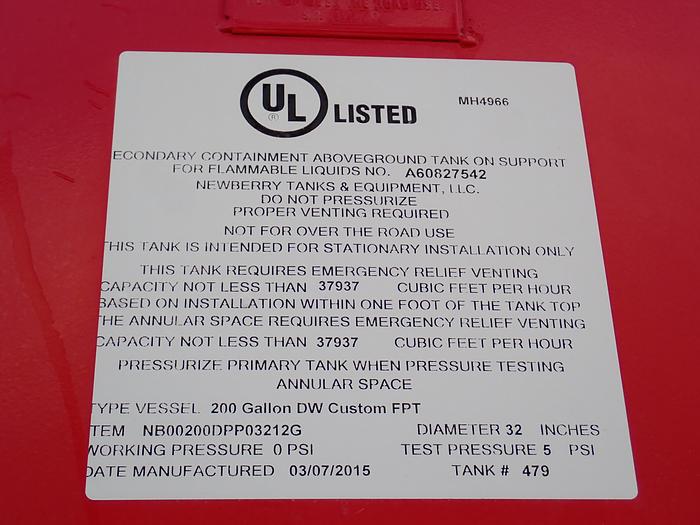 UL
®
LISTED
MH4966
ECONDARY CONTAINMENT ABOVEGROUND TANK ON SUPPORT
FOR FLAMMABLE LIQUIDS NO. A60827542
NEWBERRY TANKS & EQUIPMENT, LLC.
DO NOT PRESSURIZE
PROPER VENTING REQUIRED
NOT FOR OVER THE ROAD USE
THIS TANK IS INTENDED FOR STATIONARY INSTALLATION ONLY
THIS TANK REQUIRES EMERGENCY RELIEF VENTING
CAPACITY NOT LESS THAN 37937 CUBIC FEET PER HOUR
BASED ON INSTALLATION WITHIN ONE FOOT OF THE TANK TOP
THE ANNULAR SPACE REQUIRES EMERGENCY RELIEF VENTING
CAPACITY NOT LESS THAN 37937 CUBIC FEET PER HOUR
PRESSURIZE PRIMARY TANK WHEN PRESSURE TESTING
ANNULAR SPACE
TYPE VESSEL 200 Gallon DW Custom FPT
TEM NB00200DPP03212G DIAMETER 32 INCHES
WORKING PRESSURE 0 PSI TEST PRESSURE 5 PSI
DATE MANUFACTURED 03/07/2015 TANK # 479